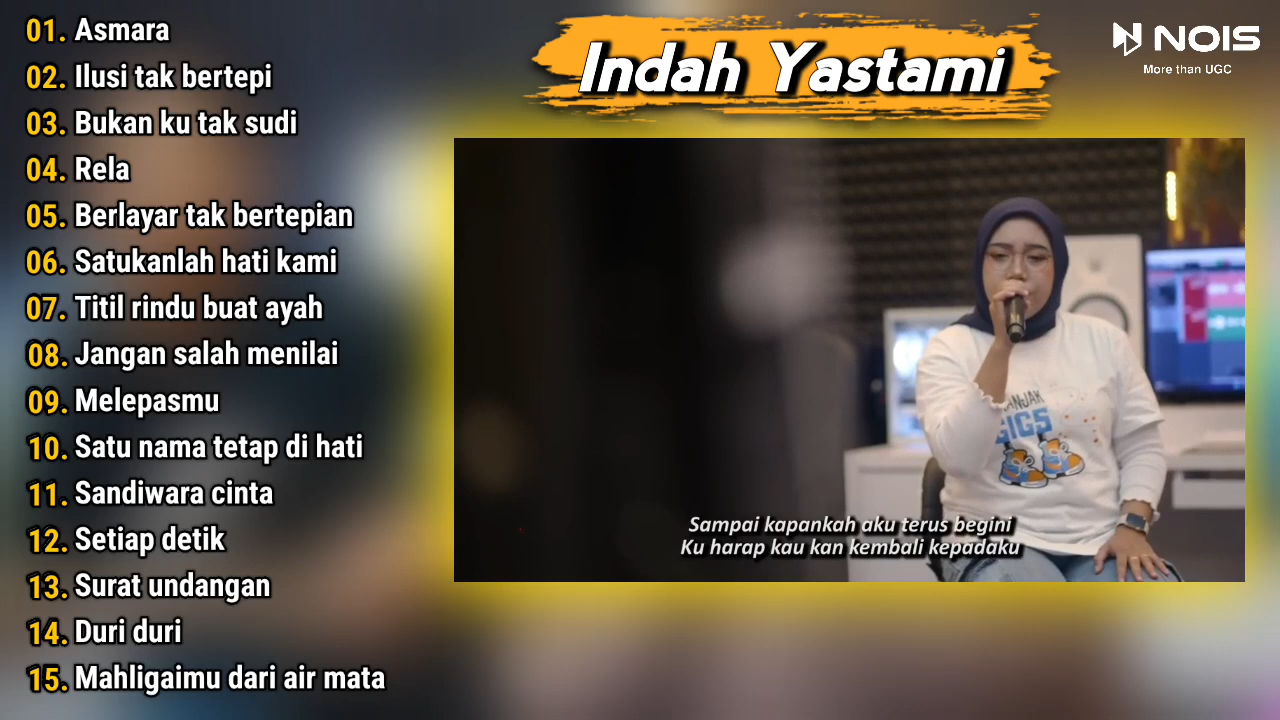 01. Asmara
02. Ilusi tak bertepi
03. Bukan ku tak sudi
04. Rela
05. Berlayar tak bertepian
06. Satukanlah hati kami
07. Titil rindu buat ayah
08. Jangan salah menilai
09. Melepasmu
10. Satu nama tetap di hati
11. Sandiwara cinta
12. Setiap detik
13. Surat undangan
14. Duri duri
15. Mahligaimu dari air mata
Indah Yastami
NOIS
More than UGC
Sampai kapankah aku terus begini
Ku harap kau kan kembali kepadaku